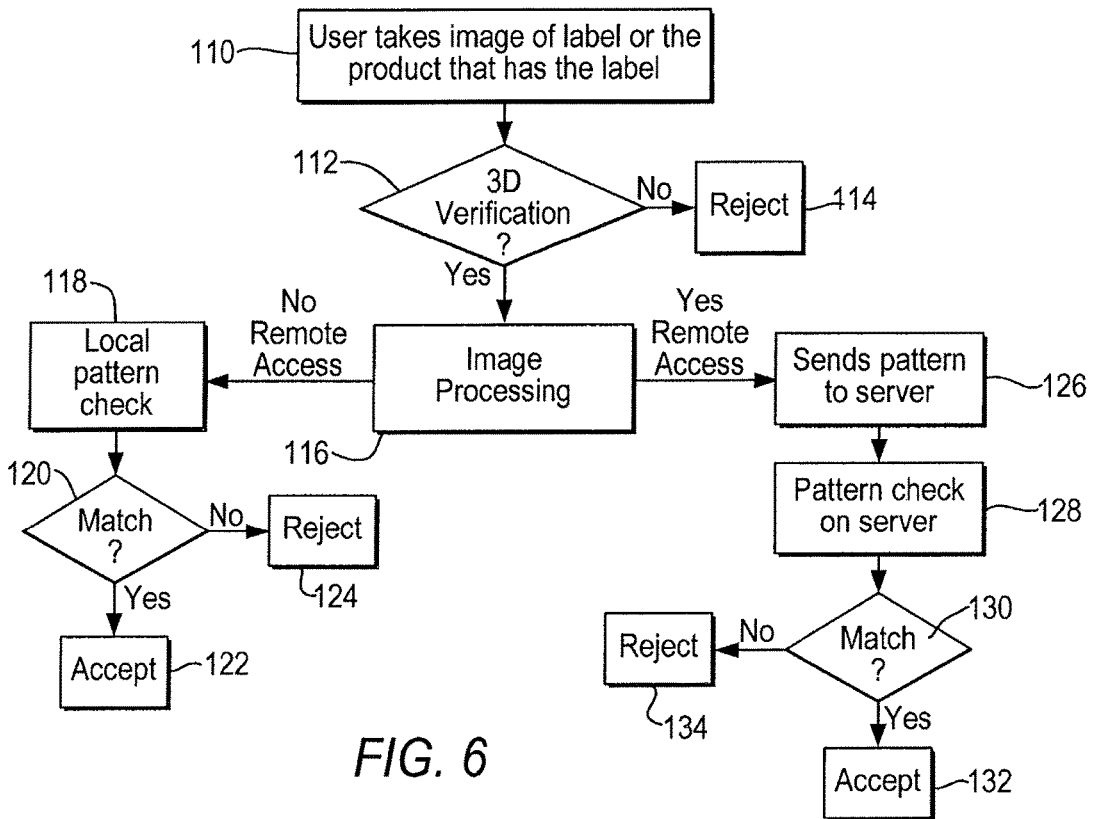 110
User takes image of label or the
product that has the label
112
3D
Verification
?
No
Reject
114
Yes
118
No
Remote
Access
Yes
Remote
Access
Local
pattern
check
Image
Processing
116
Sends pattern
to server
126
120
Match
?
No
Reject
124
Yes
Accept
122
Pattern check
on server
128
130
Match
?
No
Reject
134
Yes
Accept
132
FIG. 6